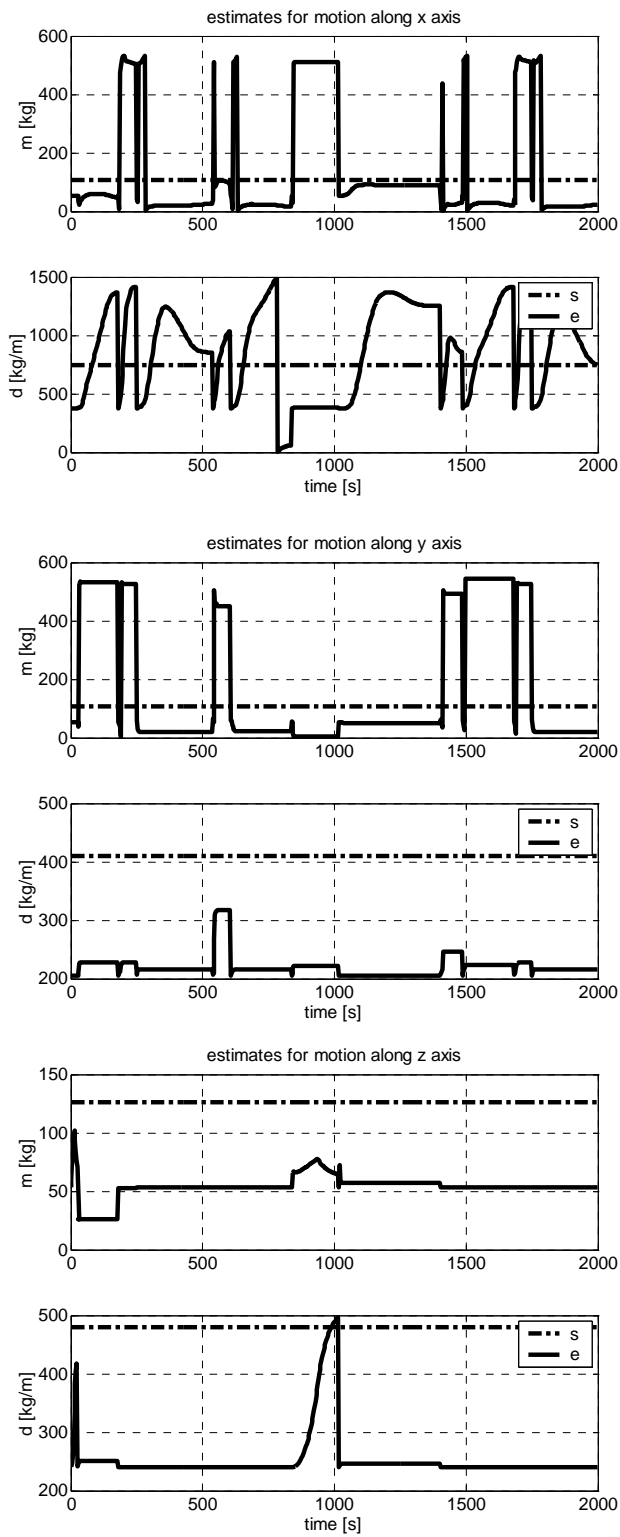 estimates for motion along x axis
600
400
200
0
m [kg]
0 500 1000 1500 2000
1500
1000
500
0
d [kg/m]
s
e
0 500 1000 1500 2000
time [s]
estimates for motion along y axis
600
400
200
0
m [kg]
0 500 1000 1500 2000
500
400
300
200
d [kg/m]
s
e
0 500 1000 1500 2000
time [s]
estimates for motion along z axis
150
100
50
0
m [kg]
0 500 1000 1500 2000
500
400
300
200
d [kg/m]
s
e
0 500 1000 1500 2000
time [s]